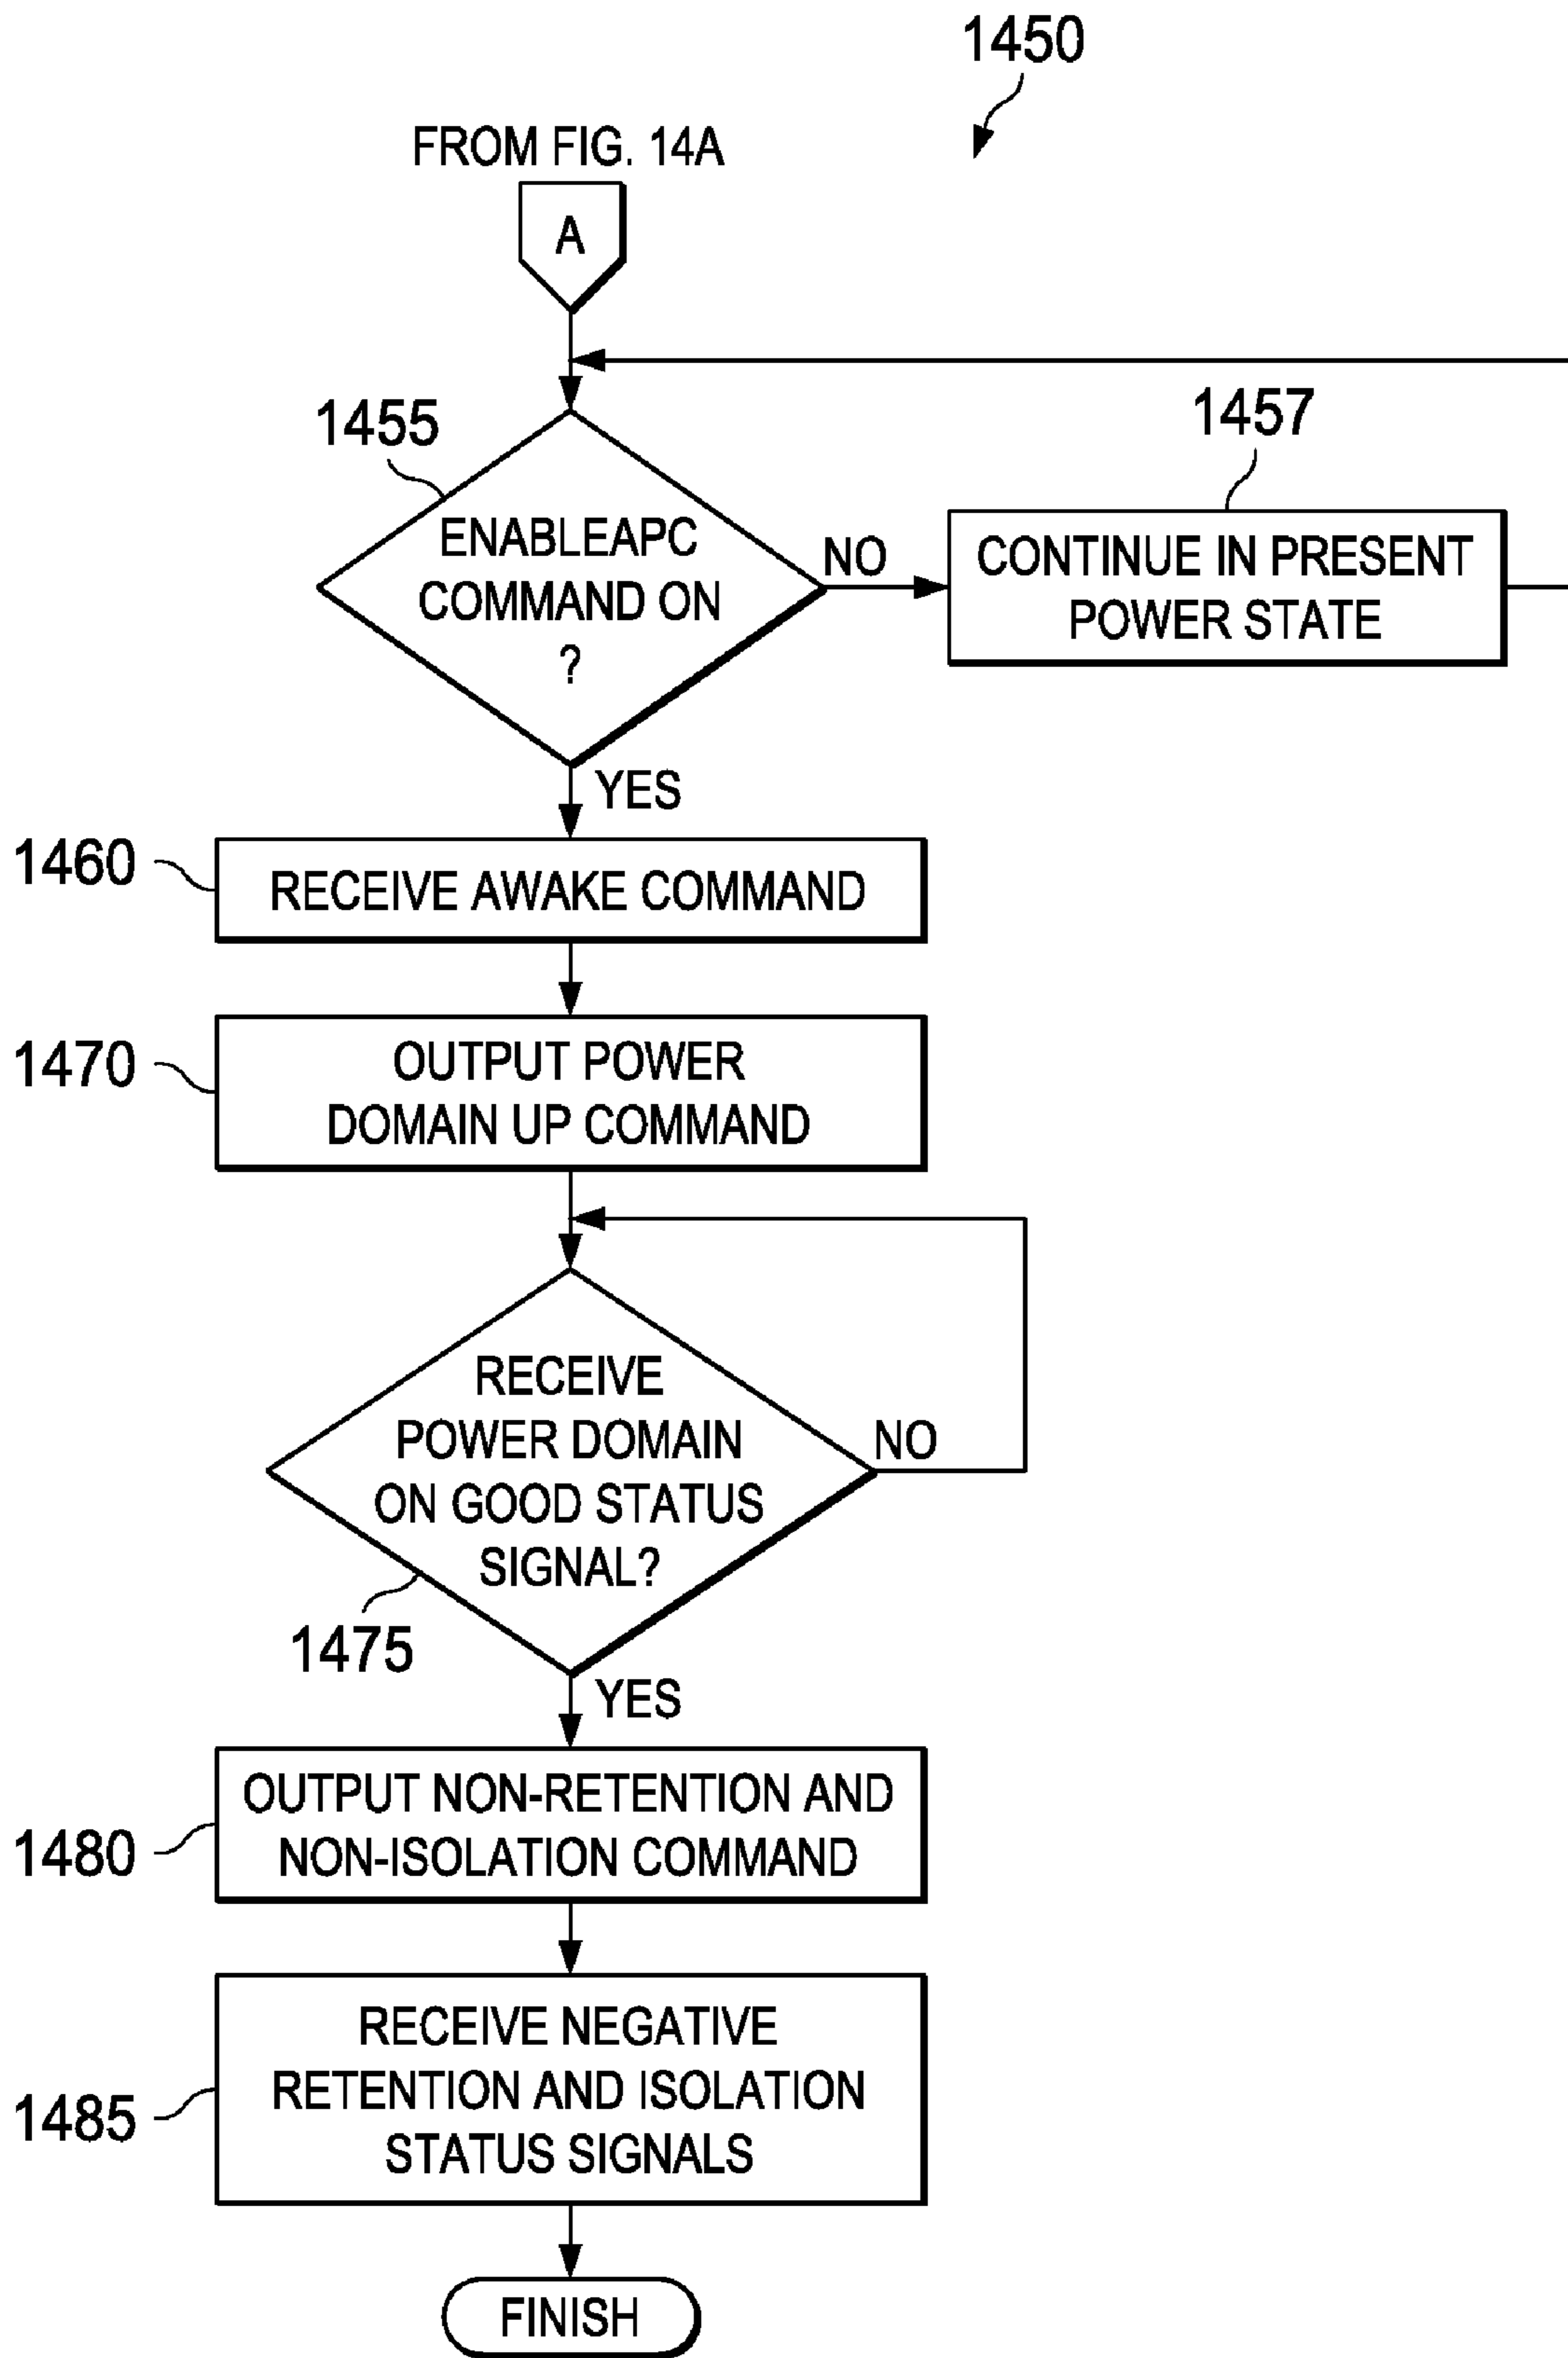 1450
FROM FIG. 14A
A
1455
ENABLEAPC
COMMAND ON
?
NO
1457
CONTINUE IN PRESENT
POWER STATE
YES
1460
RECEIVE AWAKE COMMAND
1470
OUTPUT POWER
DOMAIN UP COMMAND
RECEIVE
POWER DOMAIN
ON GOOD STATUS
SIGNAL?
NO
1475
YES
1480
OUTPUT NON-RETENTION AND
NON-ISOLATION COMMAND
1485
RECEIVE NEGATIVE
RETENTION AND ISOLATION
STATUS SIGNALS
FINISH